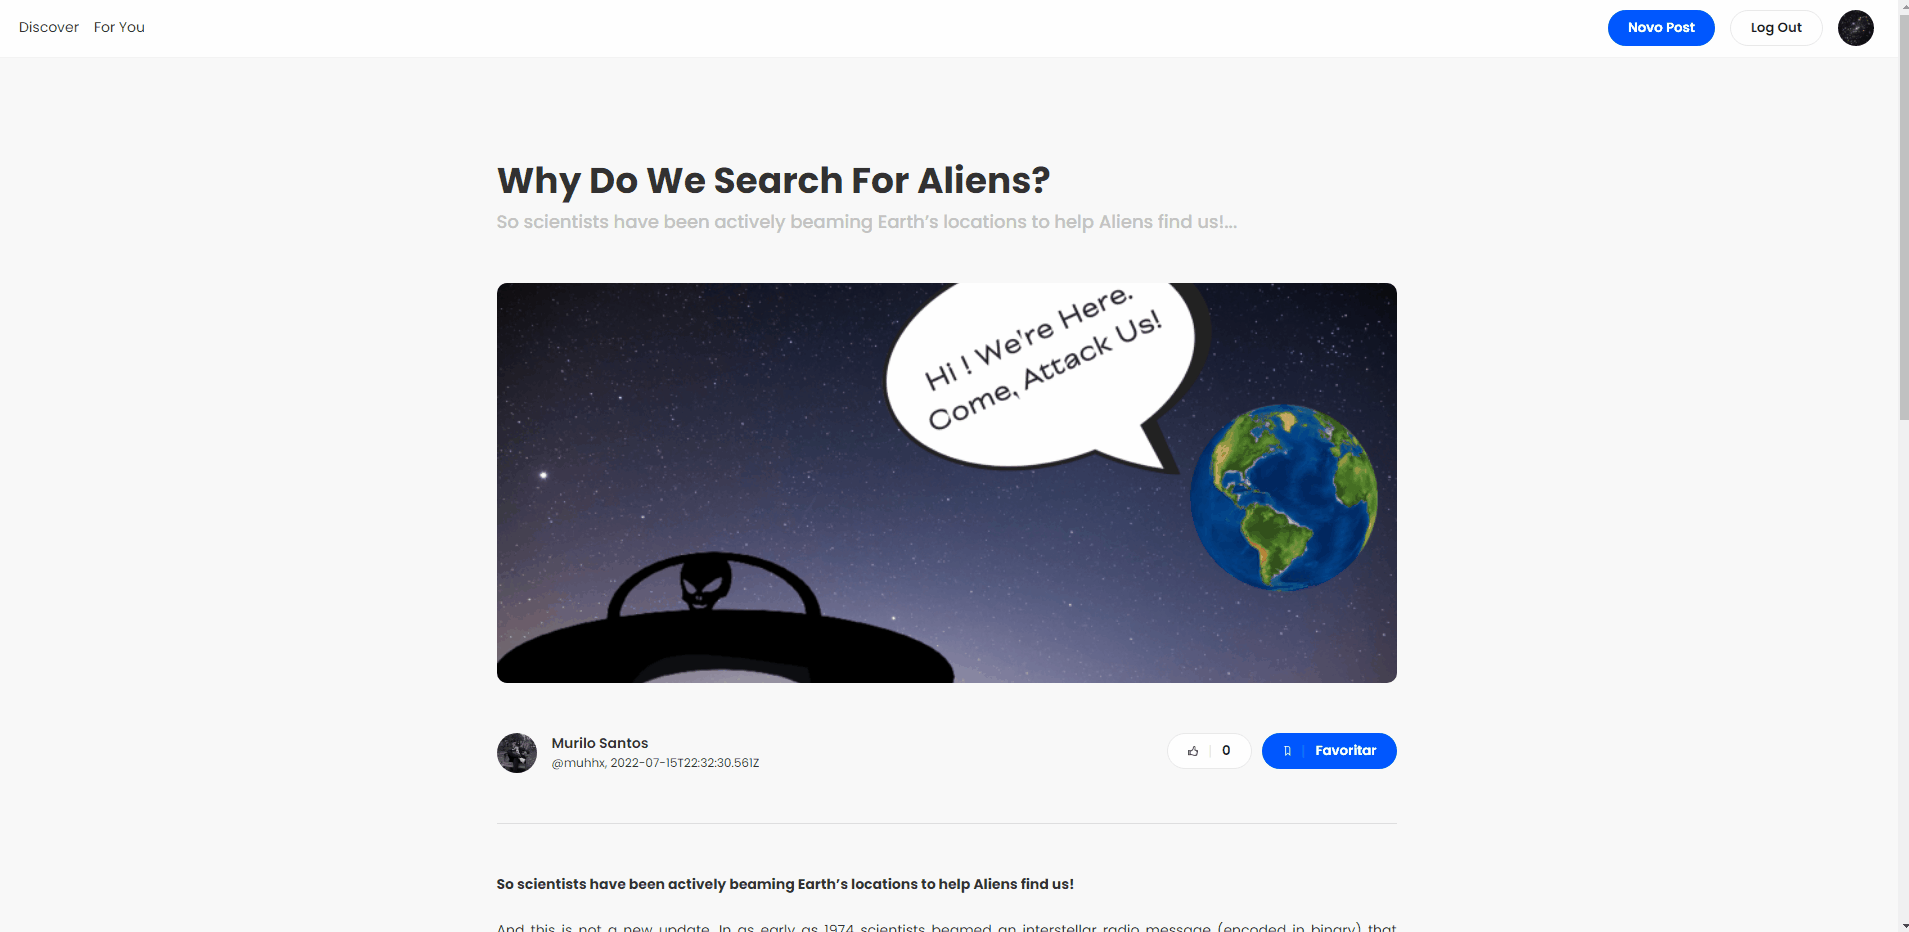 Discover For You Novo Post Log Out
Why Do We Search For Aliens?
So scientists have been actively beaming Earth’s locations to help Aliens find us!...
Hi ! We're Here.
Come, Attack Us!
Murilo Santos
@muhhx, 2022-07-15T22:32:30.561Z
0 Favoritar
So scientists have been actively beaming Earth’s locations to help Aliens find us!
And this is not a new update. In as early as 1974 scientists beamed an interstellar radio message (encoded in binary) that